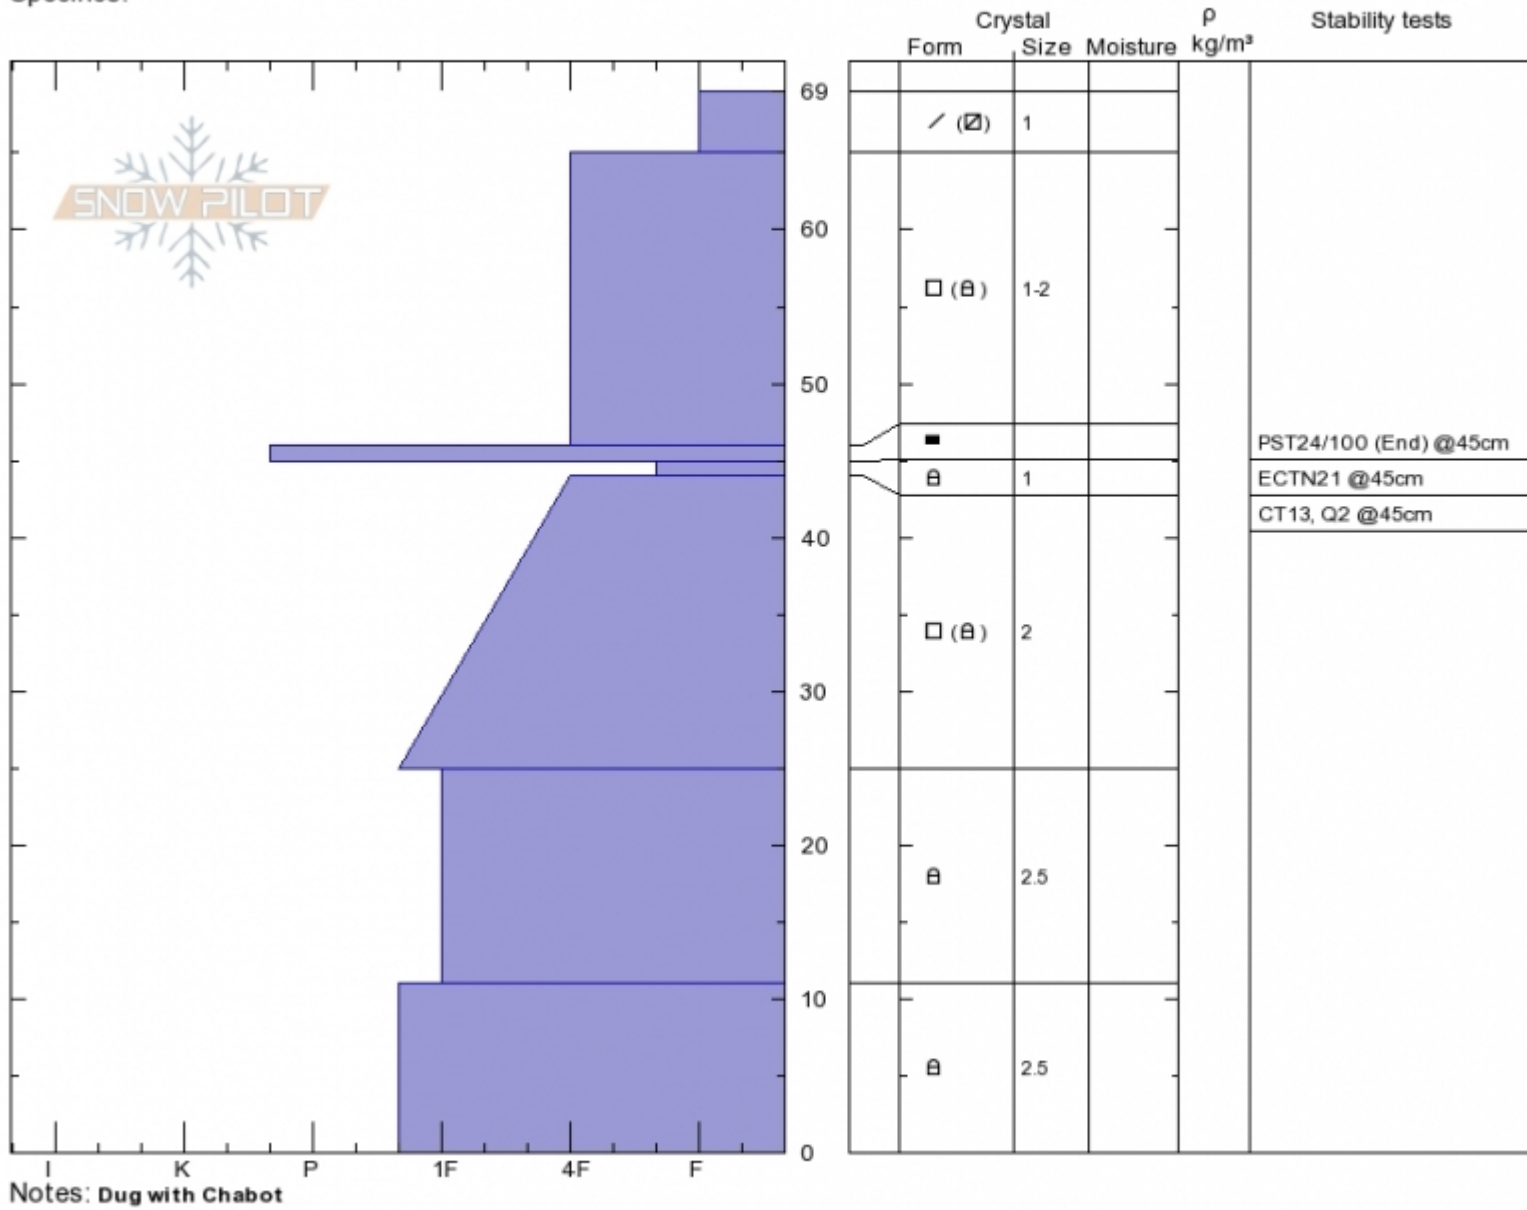 Crystal ρ Stability tests
Form Size Moisture kg/m³
69
/ (⧄) 1
SNOW PILOT
60
□ (  ) 1-2
50
PST24/100 (End) @45cm
1 ECTN21 @45cm
CT13, Q2 @45cm
40
□ (  ) 2
30
20
2.5
10
2.5
0
I K P 1F 4F F
Notes: Dug with Chabot